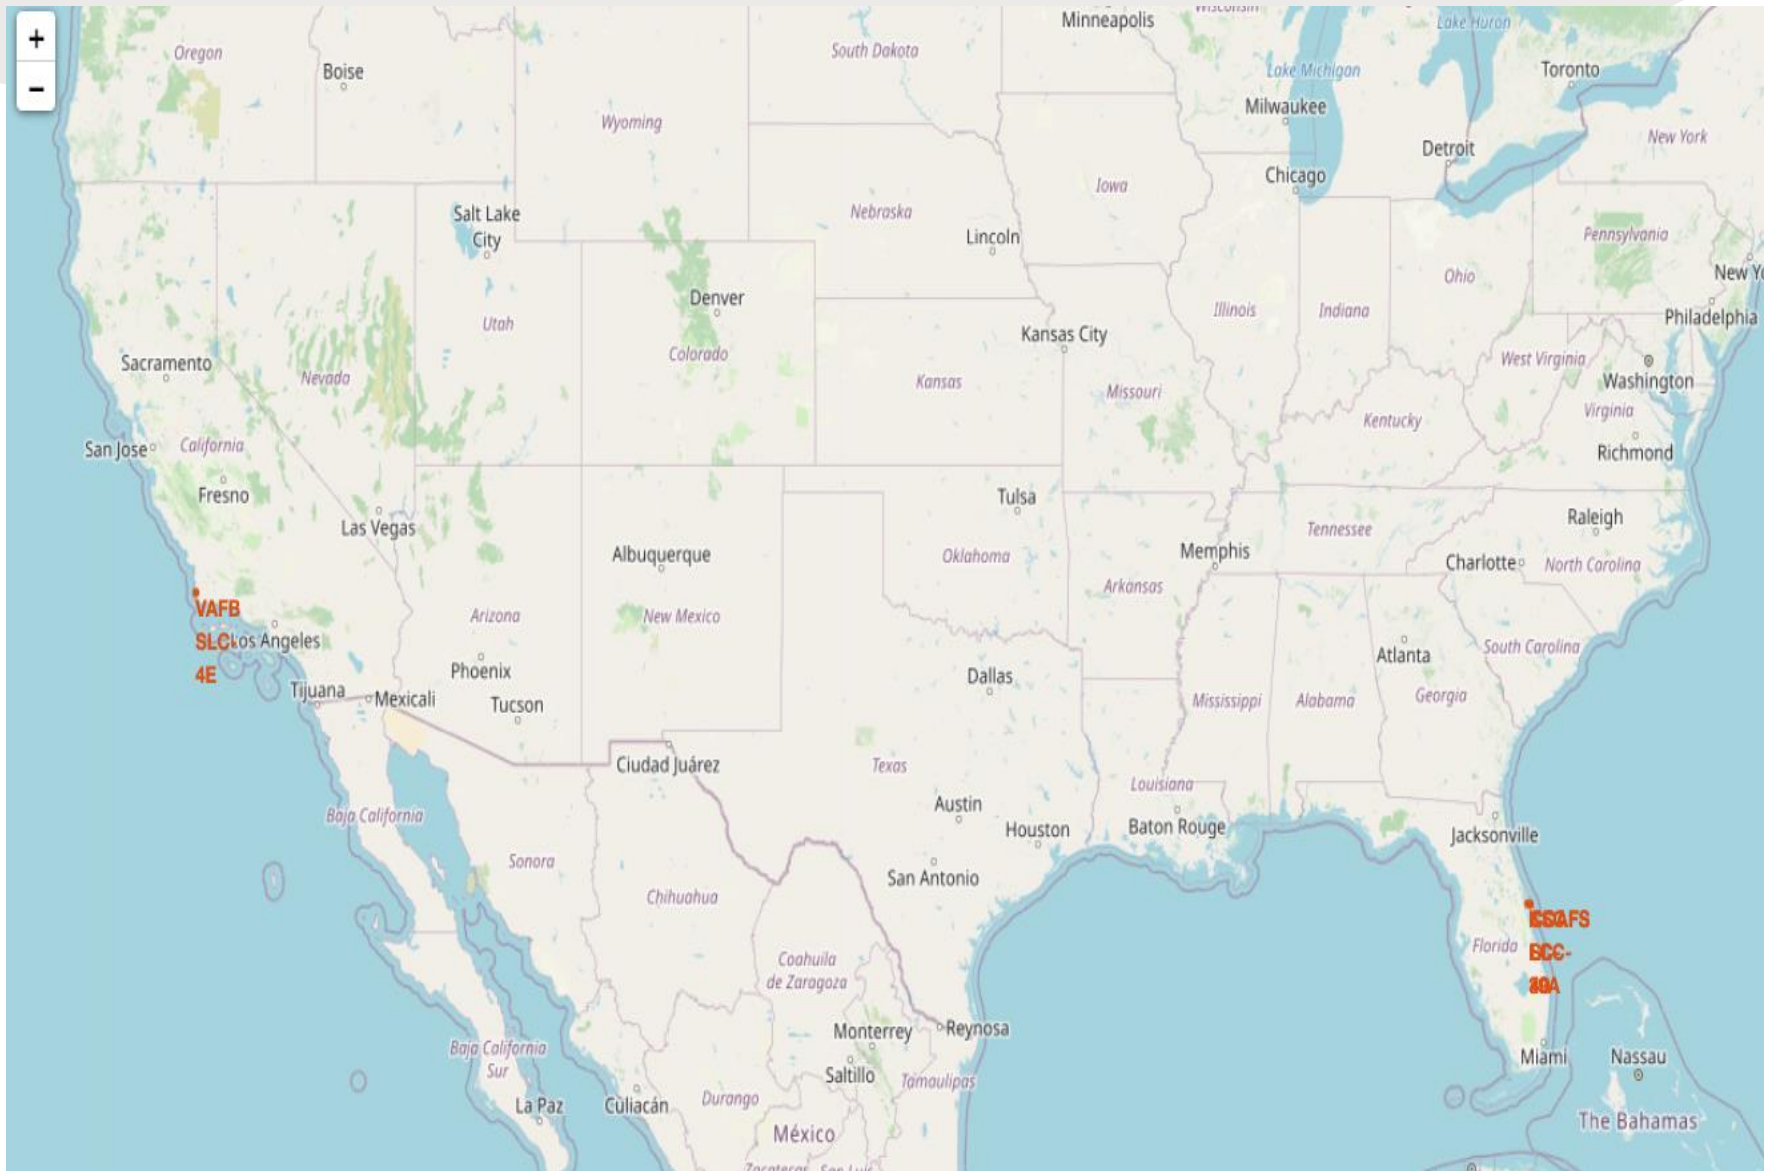 +
−
Minneapolis
Wisconsin
Lake Huron
Oregon
Boise
South Dakota
Lake Michigan
Toronto
Wyoming
Milwaukee
New York
Detroit
Chicago
Iowa
Salt Lake
City
Nebraska
Lincoln
Pennsylvania
Ohio
Denver
Utah
Illinois
Indiana
Philadelphia
Kansas City
Sacramento
Nevada
Colorado
Kansas
Missouri
West Virginia
Washington
Virginia
Kentucky
San Jose
California
Richmond
Fresno
Las Vegas
Tulsa
Tennessee
Raleigh
Albuquerque
Oklahoma
Memphis
Charlotte
North Carolina
Arkansas
VAFB
SLC-
4E
Los Angeles
Arizona
New Mexico
Phoenix
Dallas
Atlanta
South Carolina
Tijuana
Mexicali
Tucson
Mississippi
Alabama
Georgia
Ciudad Juárez
Texas
Louisiana
Baja California
Austin
Houston
Baton Rouge
Jacksonville
Sonora
San Antonio
Chihuahua
Florida
Coahuila
de Zaragoza
Monterrey
Reynosa
Baja California
Sur
Saltillo
Tamaulipas
Miami
Nassau
La Paz
Culiacán
Durango
México
The Bahamas